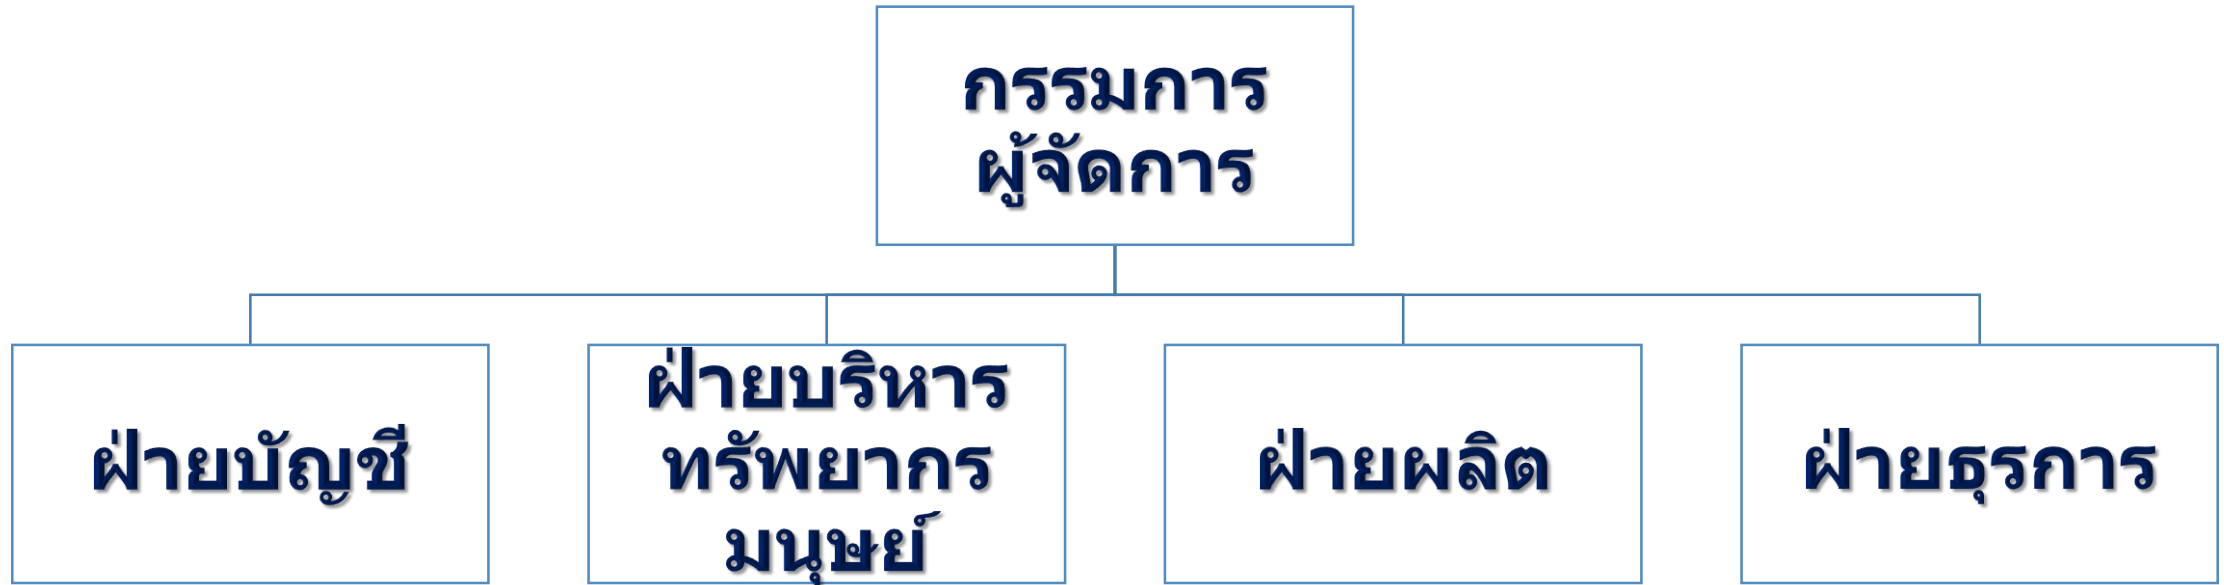 กรรมการ
ผู้จัดการ
ฝ่ายบัญชี
ฝ่ายบริหาร
ทรัพยากร
มนุษย์
ฝ่ายผลิต
ฝ่ายธุรการ